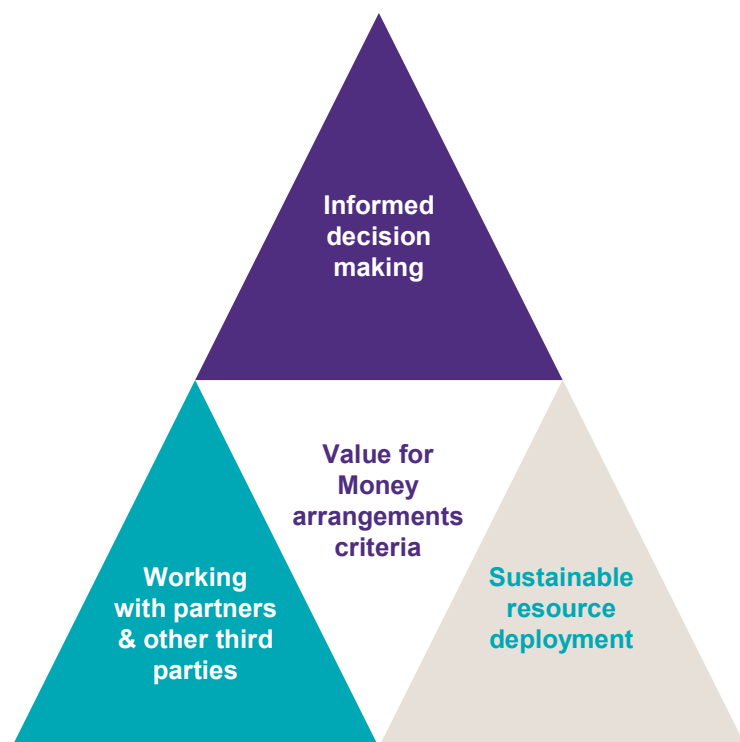 Informed
decision
making
Value for
Money
arrangements
criteria
Working
with partners
& other third
parties
Sustainable
resource
deployment